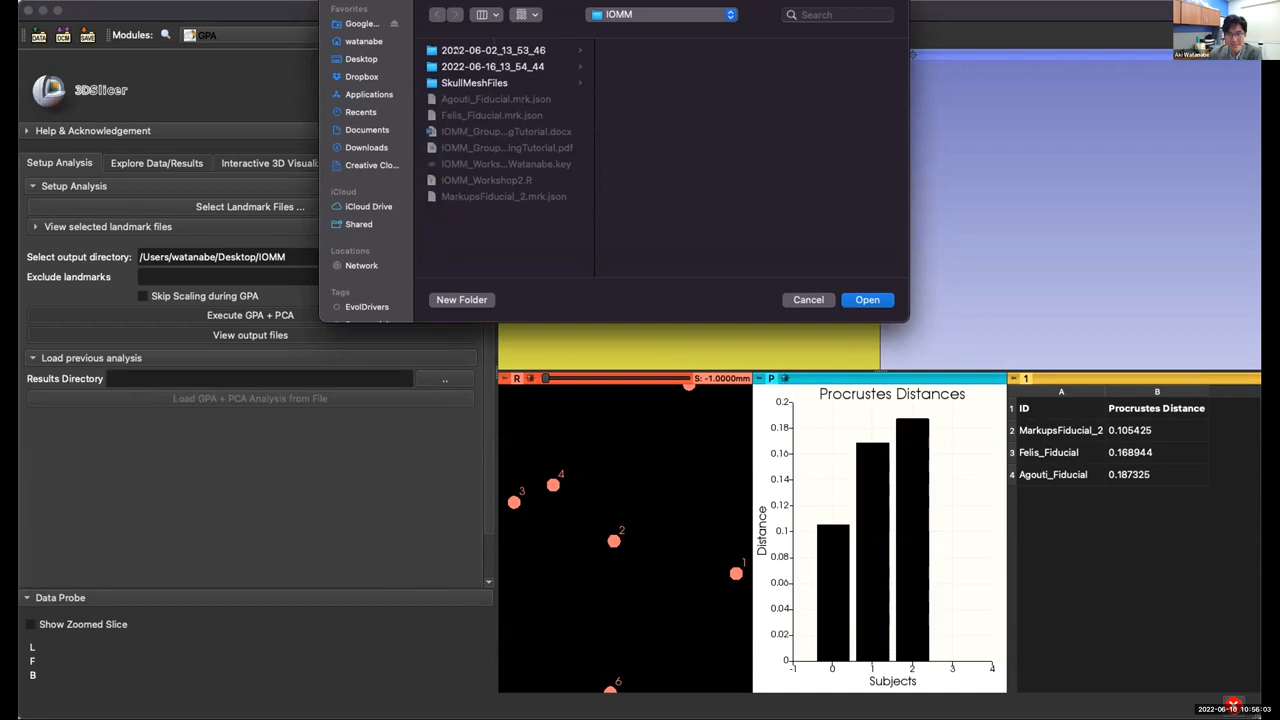 Favorites
Google...
watanabe
Desktop
Dropbox
Applications
Recents
Documents
Downloads
Creative Clo...
iCloud
iCloud Drive
Shared
Locations
Network
Tags
EvolDrivers
IOMM
Search
2022-06-02_13_53_46
2022-06-16_13_54_44
SkullMeshFiles
Agouti_Fiducial.mrk.json
Felis_Fiducial.mrk.json
IOMM_Group...gTutorial.docx
IOMM_Group...ingTutorial.pdf
IOMM_Works...Watanabe.key
IOMM_Workshop2.R
MarkupsFiducial_2.mrk.json
New Folder
Cancel
Open
Aki Watanabe
DATA
DCM
SAVE
Modules:
GPA
3DSlicer
Help & Acknowledgement
Setup Analysis
Explore Data/Results
Interactive 3D Visuali
Setup Analysis
Select Landmark Files ...
View selected landmark files
Select output directory:
/Users/watanabe/Desktop/IOMM
Exclude landmarks
Skip Scaling during GPA
Execute GPA + PCA
View output files
Load previous analysis
Results Directory
..
Load GPA + PCA Analysis from File
Data Probe
Show Zoomed Slice
L
F
B
R
S: -1.0000mm
4
3
2
1
6
P
Procrustes Distances
0.2
0.18
0.16
0.14
0.12
0.1
0.08
0.06
0.04
0.02
0
Distance
-1 0 1 2 3 4
Subjects
1
A B
1 ID Procrustes Distance
2 MarkupsFiducial_2 0.105425
3 Felis_Fiducial 0.168944
4 Agouti_Fiducial 0.187325